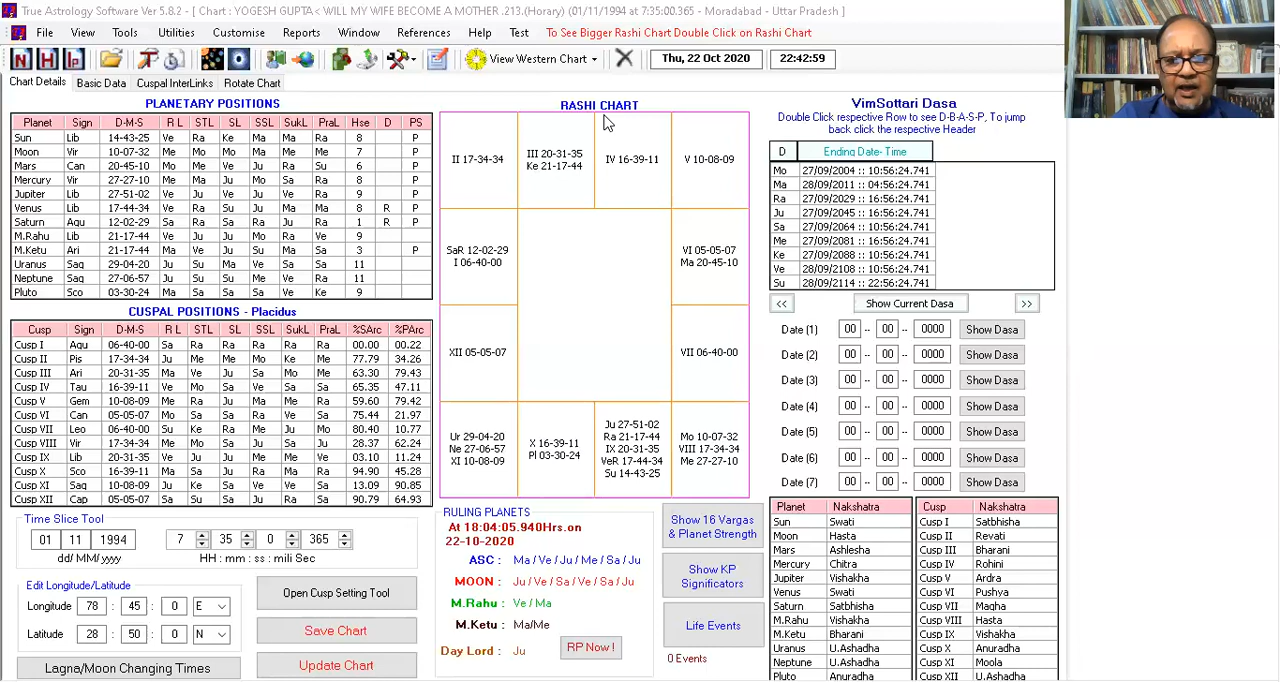 True Astrology Software Ver 5.8.2 - [ Chart : YOGESH GUPTA< WILL MY WIFE BECOME A MOTHER .213.(Horary) (01/11/1994 at 7:35:00.365 - Moradabad - Uttar Pradesh ]
File View Tools Utilities Customise Reports Window References Help Test To See Bigger Rashi Chart Double Click on Rashi Chart
N H Ip View Western Chart Thu, 22 Oct 2020 22:42:59
Chart Details Basic Data Cuspal InterLinks Rotate Chart
PLANETARY POSITIONS
Planet Sign D-M-S R L STL SL SSL SukL PraL Hse D PS
Sun Lib 14-43-25 Ve Ra Ke Ma Ma Ra 8 P
Moon Vir 10-07-32 Me Mo Mo Ma Me Me 7 P
Mars Can 20-45-10 Mo Me Ve Ju Ra Sa 6 P
Mercury Vir 27-27-10 Me Ma Ju Mo Sa Ra 8 P
Jupiter Lib 27-51-02 Ve Ju Ve Ju Ve Ra 9 P
Venus Lib 17-44-34 Ve Ra Su Ju Ma Ve 8 R P
Saturn Aqu 12-02-29 Sa Ra Sa Ra Ju Ra 1 R P
M.Rahu Lib 21-17-44 Ve Ju Ju Mo Ra Ve 9
M.Ketu Ari 21-17-44 Ma Ve Ju Su Ma Sa 3 P
Uranus Sag 29-04-20 Ju Su Ma Ve Sa Sa 11
Neptune Sag 27-06-57 Ju Su Su Me Ve Ra 11
Pluto Sco 03-30-24 Ma Sa Sa Sa Ve Ke 9
CUSPAL POSITIONS - Placidus
Cusp Sign D-M-S R L STL SL SSL SukL PraL %SArc %PArc
Cusp I Aqu 06-40-00 Sa Ra Ra Ra Ra Ra 00.00 00.22
Cusp II Pis 17-34-34 Ju Me Me Mo Ke Me 77.79 34.26
Cusp III Ari 20-31-35 Ma Ve Ju Sa Mo Me 63.30 79.43
Cusp IV Tau 16-39-11 Ve Mo Sa Ve Sa Sa 65.35 47.11
Cusp V Gem 10-08-09 Me Ra Sa Ma Ra Ma 59.60 79.42
Cusp VI Can 05-05-07 Mo Sa Sa Ra Ve Sa 75.44 21.97
Cusp VII Leo 06-40-00 Su Ke Ra Ra Me Ve 80.40 10.77
Cusp VIII Vir 17-34-34 Me Mo Sa Ju Sa Ju 28.37 62.24
Cusp IX Lib 20-31-35 Ve Ju Ju Me Me Ve 03.10 11.24
Cusp X Sco 16-39-11 Ma Sa Ju Ra Ma Ma 94.90 45.28
Cusp XI Sag 10-08-09 Ju Ke Sa Ve Ve Sa 13.09 90.85
Cusp XII Cap 05-05-07 Sa Su Sa Ju Ra Sa 90.79 64.93
Time Slice Tool
01 11 1994 7 35 0 365
dd/ MM/ yyyy HH : mm : ss : mili Sec
Edit Longitude/Latitude
Longitude 78 : 45 : 0 E
Latitude 28 : 50 : 0 N
Open Cusp Setting Tool
Save Chart
Lagna/Moon Changing Times Update Chart
RASHI CHART
II 17-34-34
III 20-31-35
Ke 21-17-44
IV 16-39-11
V 10-08-09
SaR 12-02-29
I 06-40-00
VI 05-05-07
Ma 20-45-10
XII 05-05-07
VII 06-40-00
Ur 29-04-20
Ne 27-06-57
XI 10-08-09
X 16-39-11
Pl 03-30-24
Ju 27-51-02
Ra 21-17-44
IX 20-31-35
VeR 17-44-34
Su 14-43-25
Mo 10-07-32
VIII 17-34-34
Me 27-27-10
RULING PLANETS
At 18:04:05.940Hrs.on
22-10-2020
ASC: Ma / Ve / Ju / Me / Sa / Ju
MOON : Ju / Ve / Sa / Ve / Sa / Ju
M.Rahu : Ve / Ma
M.Ketu : Ma/Me
Day Lord : Ju
RP Now !
Show 16 Vargas
& Planet Strength
Show KP
Significators
Life Events
0 Events
VimSottari Dasa
Double Click respective Row to see D-B-A-S-P, To jump
back click the respective Header
D Ending Date- Time
Mo 27/09/2004 :: 10:56:24.741
Ma 28/09/2011 :: 04:56:24.741
Ra 27/09/2029 :: 16:56:24.741
Ju 27/09/2045 :: 16:56:24.741
Sa 27/09/2064 :: 10:56:24.741
Me 27/09/2081 :: 16:56:24.741
Ke 27/09/2088 :: 10:56:24.741
Ve 28/09/2108 :: 10:56:24.741
Su 28/09/2114 :: 22:56:24.741
<< Show Current Dasa >>
Date (1) 00 -- 00 -- 0000 Show Dasa
Date (2) 00 -- 00 -- 0000 Show Dasa
Date (3) 00 -- 00 -- 0000 Show Dasa
Date (4) 00 -- 00 -- 0000 Show Dasa
Date (5) 00 -- 00 -- 0000 Show Dasa
Date (6) 00 -- 00 -- 0000 Show Dasa
Date (7) 00 -- 00 -- 0000 Show Dasa
Planet Nakshatra
Sun Swati
Moon Hasta
Mars Ashlesha
Mercury Chitra
Jupiter Vishakha
Venus Swati
Saturn Satbhisha
M.Rahu Vishakha
M.Ketu Bharani
Uranus U.Ashadha
Neptune U.Ashadha
Pluto Anuradha
Cusp Nakshatra
Cusp I Satbhisha
Cusp II Revati
Cusp III Bharani
Cusp IV Rohini
Cusp V Ardra
Cusp VI Pushya
Cusp VII Magha
Cusp VIII Hasta
Cusp IX Vishakha
Cusp X Anuradha
Cusp XI Moola
Cusp XII U.Ashadha